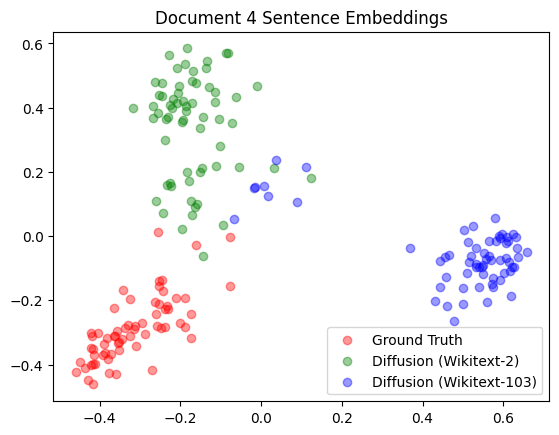 Document 4 Sentence Embeddings
0.6
0.4
0.2
0.0
−0.2
−0.4
Ground Truth
Diffusion (Wikitext-2)
Diffusion (Wikitext-103)
−0.4 −0.2 0.0 0.2 0.4 0.6